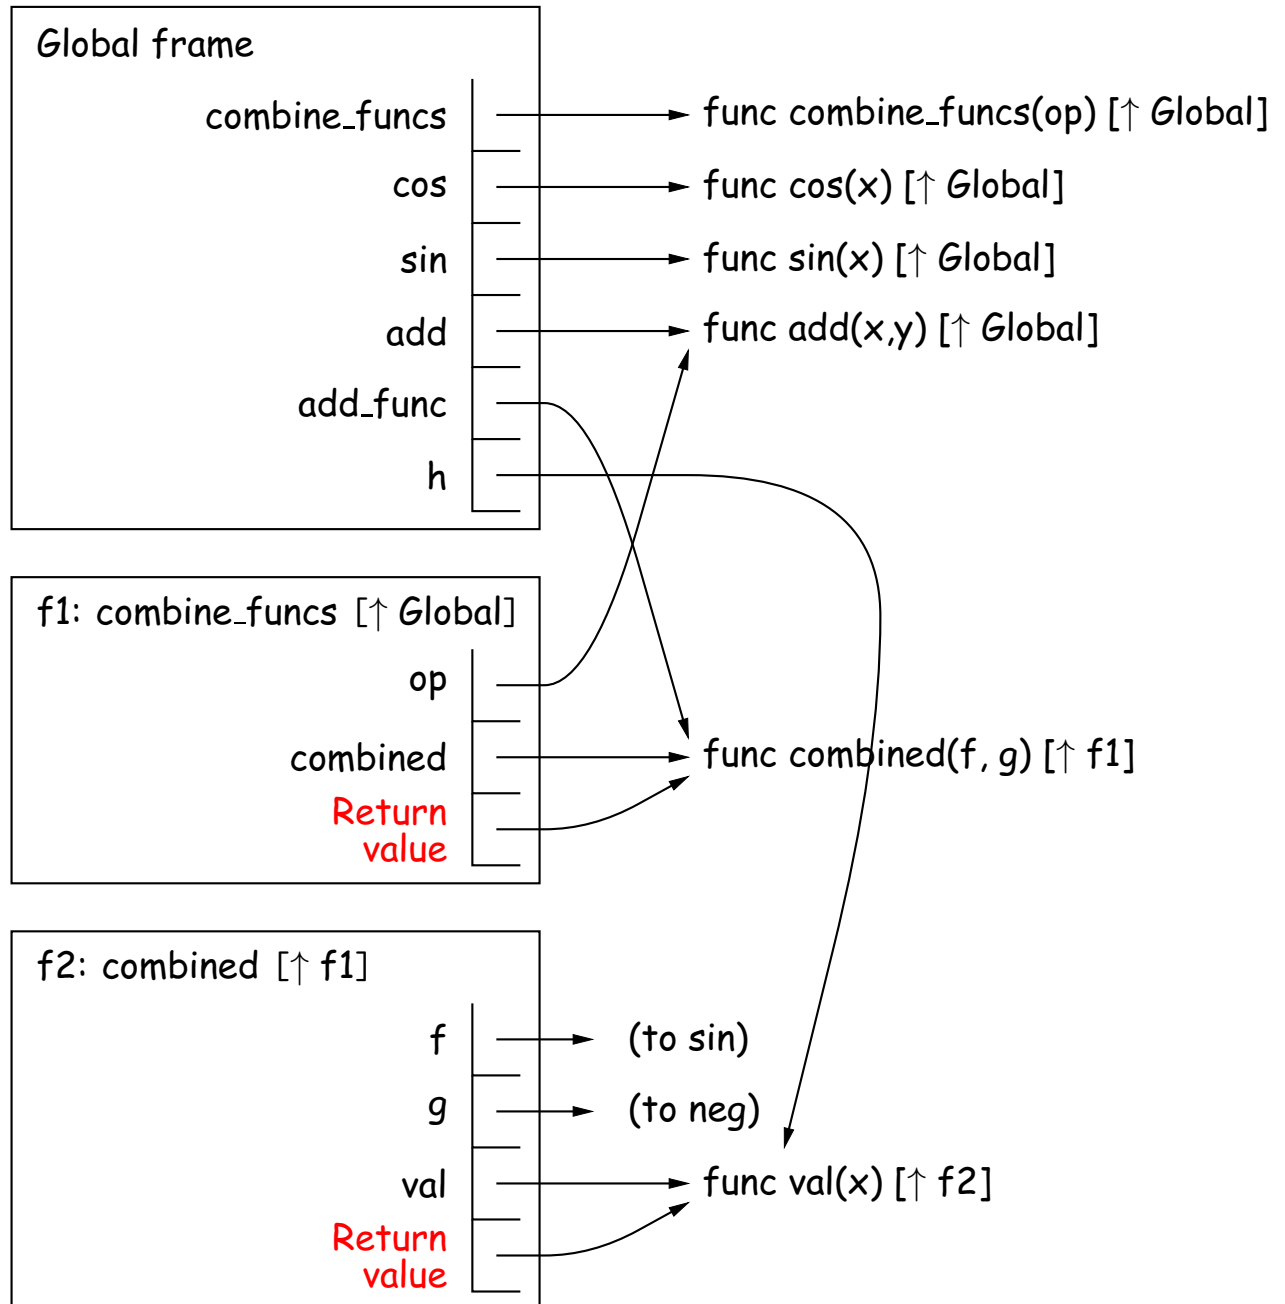 Global frame
combine_funcs
func combine_funcs(op) [↑ Global]
cos
func cos(x) [↑ Global]
sin
func sin(x) [↑ Global]
add
func add(x,y) [↑ Global]
add_func
h
f1: combine_funcs [↑ Global]
op
combined
func combined(f, g) [↑ f1]
Return
value
f2: combined [↑ f1]
f
(to sin)
g
(to neg)
val
func val(x) [↑ f2]
Return
value